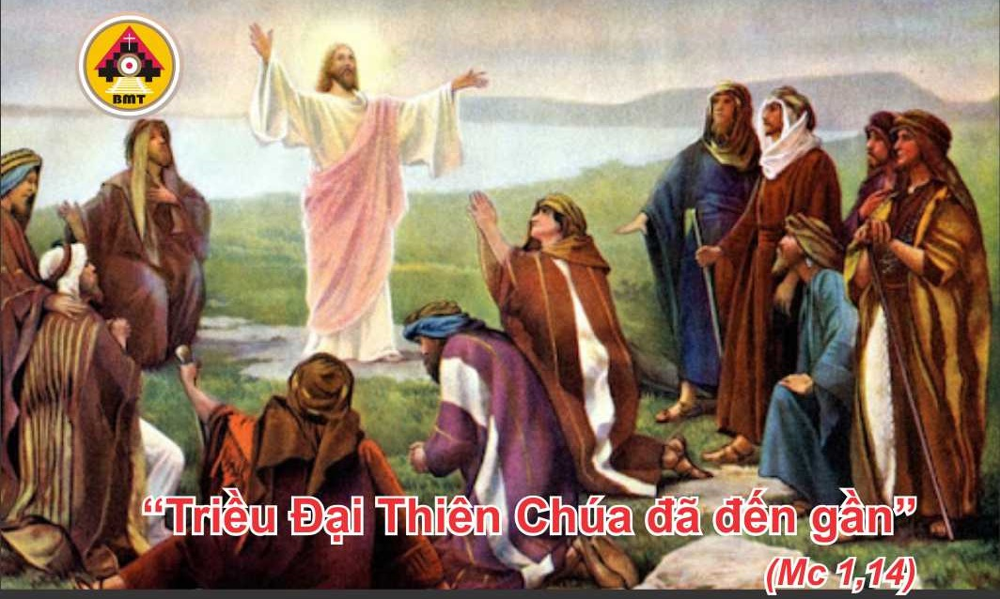 BMT
“Triều Đại Thiên Chúa đã đến gần”
(Mc 1,14)